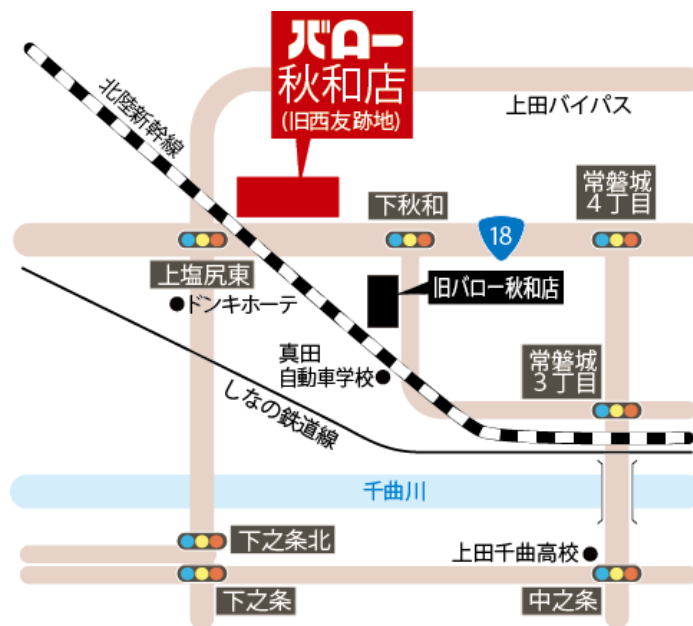 バロー
秋和店
(旧西友跡地)
北陸新幹線
上田バイパス
下秋和
常磐城
4丁目
18
上塩尻東
ドンキホーテ
旧バロー秋和店
真田
自動車学校
常磐城
3丁目
しなの鉄道線
千曲川
下之条北
上田千曲高校
下之条
中之条